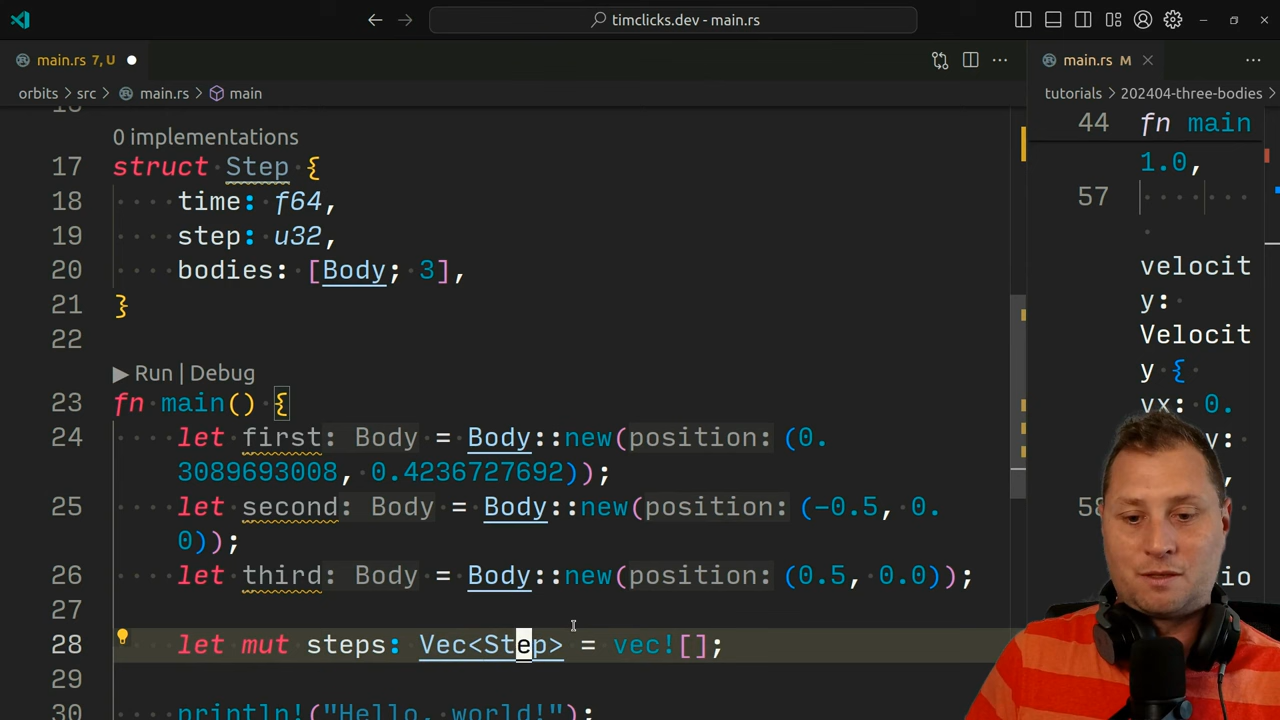 timclicks.dev - main.rs
main.rs 7, U
main.rs M
orbits > src > main.rs > main
tutorials > 202404-three-bodies >
0 implementations
17 struct Step {
18 time: f64,
19 step: u32,
20 bodies: [Body; 3],
21 }
22
Run | Debug
23 fn main() {
24 let first: Body = Body::new(position: (0.
3089693008, 0.4236727692));
25 let second: Body = Body::new(position: (-0.5, 0.
0));
26 let third: Body = Body::new(position: (0.5, 0.0));
27
28 let mut steps: Vec<Step> = vec![];
29
30 println!("Hello, world!");
44 fn main
1.0,
57
velocit
y:
Velocit
y {
vx: 0.